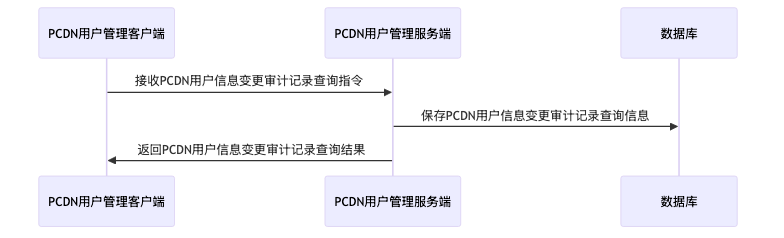 PCDN用户管理客户端
PCDN用户管理服务端
数据库
接收PCDN用户信息变更审计记录查询指令
保存PCDN用户信息变更审计记录查询信息
返回PCDN用户信息变更审计记录查询结果
PCDN用户管理客户端
PCDN用户管理服务端
数据库